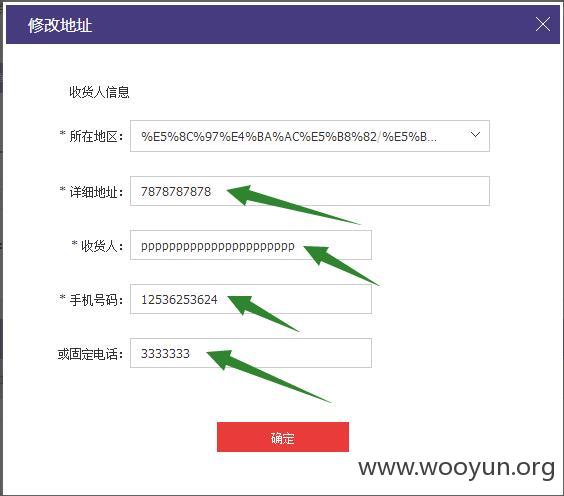 修改地址
收货人信息
* 所在地区： %E5%8C%97%E4%BA%AC%E5%B8%82/%E5%B...
* 详细地址： 7878787878
* 收货人： pppppppppppppppppppppp
* 手机号码： 12536253624
或固定电话： 3333333
确定
www.wooyun.org